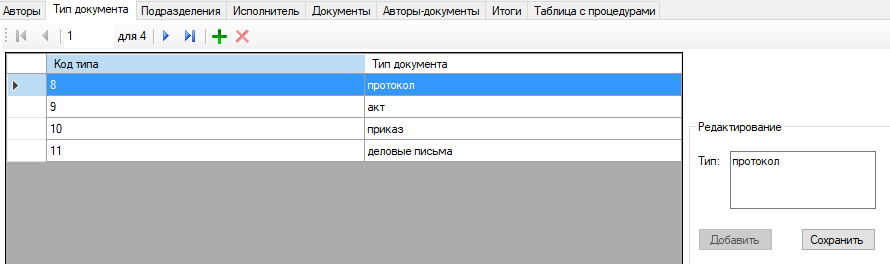 Авторы Тип документа Подразделения Исполнитель Документы Авторы-документы Итоги Таблица с процедурами
1 для 4
Код типа Тип документа
8 протокол
9 акт
10 приказ
11 деловые письма
Редактирование
Тип: протокол
Добавить Сохранить